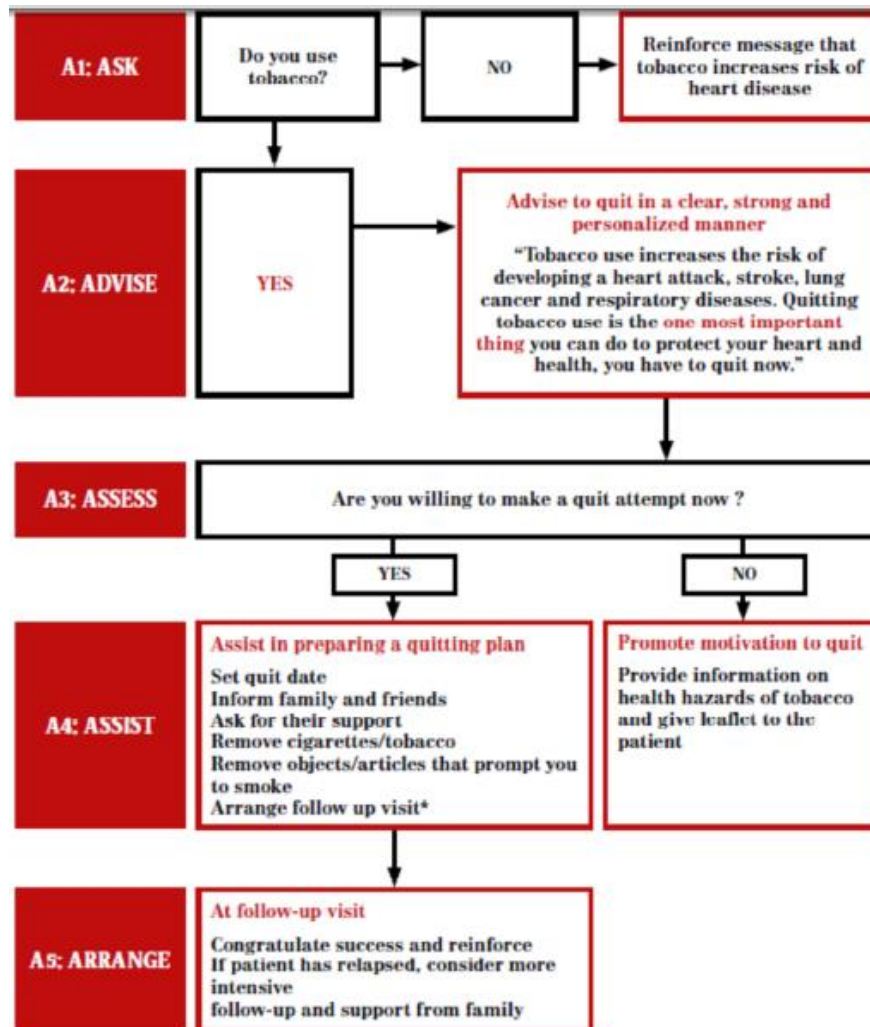 A1: ASK
Do you use
tobacco?
NO
Reinforce message that
tobacco increases risk of
heart disease
A2: ADVISE
YES
Advise to quit in a clear, strong and
personalized manner
“Tobacco use increases the risk of
developing a heart attack, stroke, lung
cancer and respiratory diseases. Quitting
tobacco use is the one most important
thing you can do to protect your heart and
health, you have to quit now.”
A3: ASSESS
Are you willing to make a quit attempt now ?
YES
NO
A4: ASSIST
Assist in preparing a quitting plan
Set quit date
Inform family and friends
Ask for their support
Remove cigarettes/tobacco
Remove objects/articles that prompt you
to smoke
Arrange follow up visit*
Promote motivation to quit
Provide information on
health hazards of tobacco
and give leaflet to the
patient
A5: ARRANGE
At follow-up visit
Congratulate success and reinforce
If patient has relapsed, consider more
intensive
follow-up and support from family